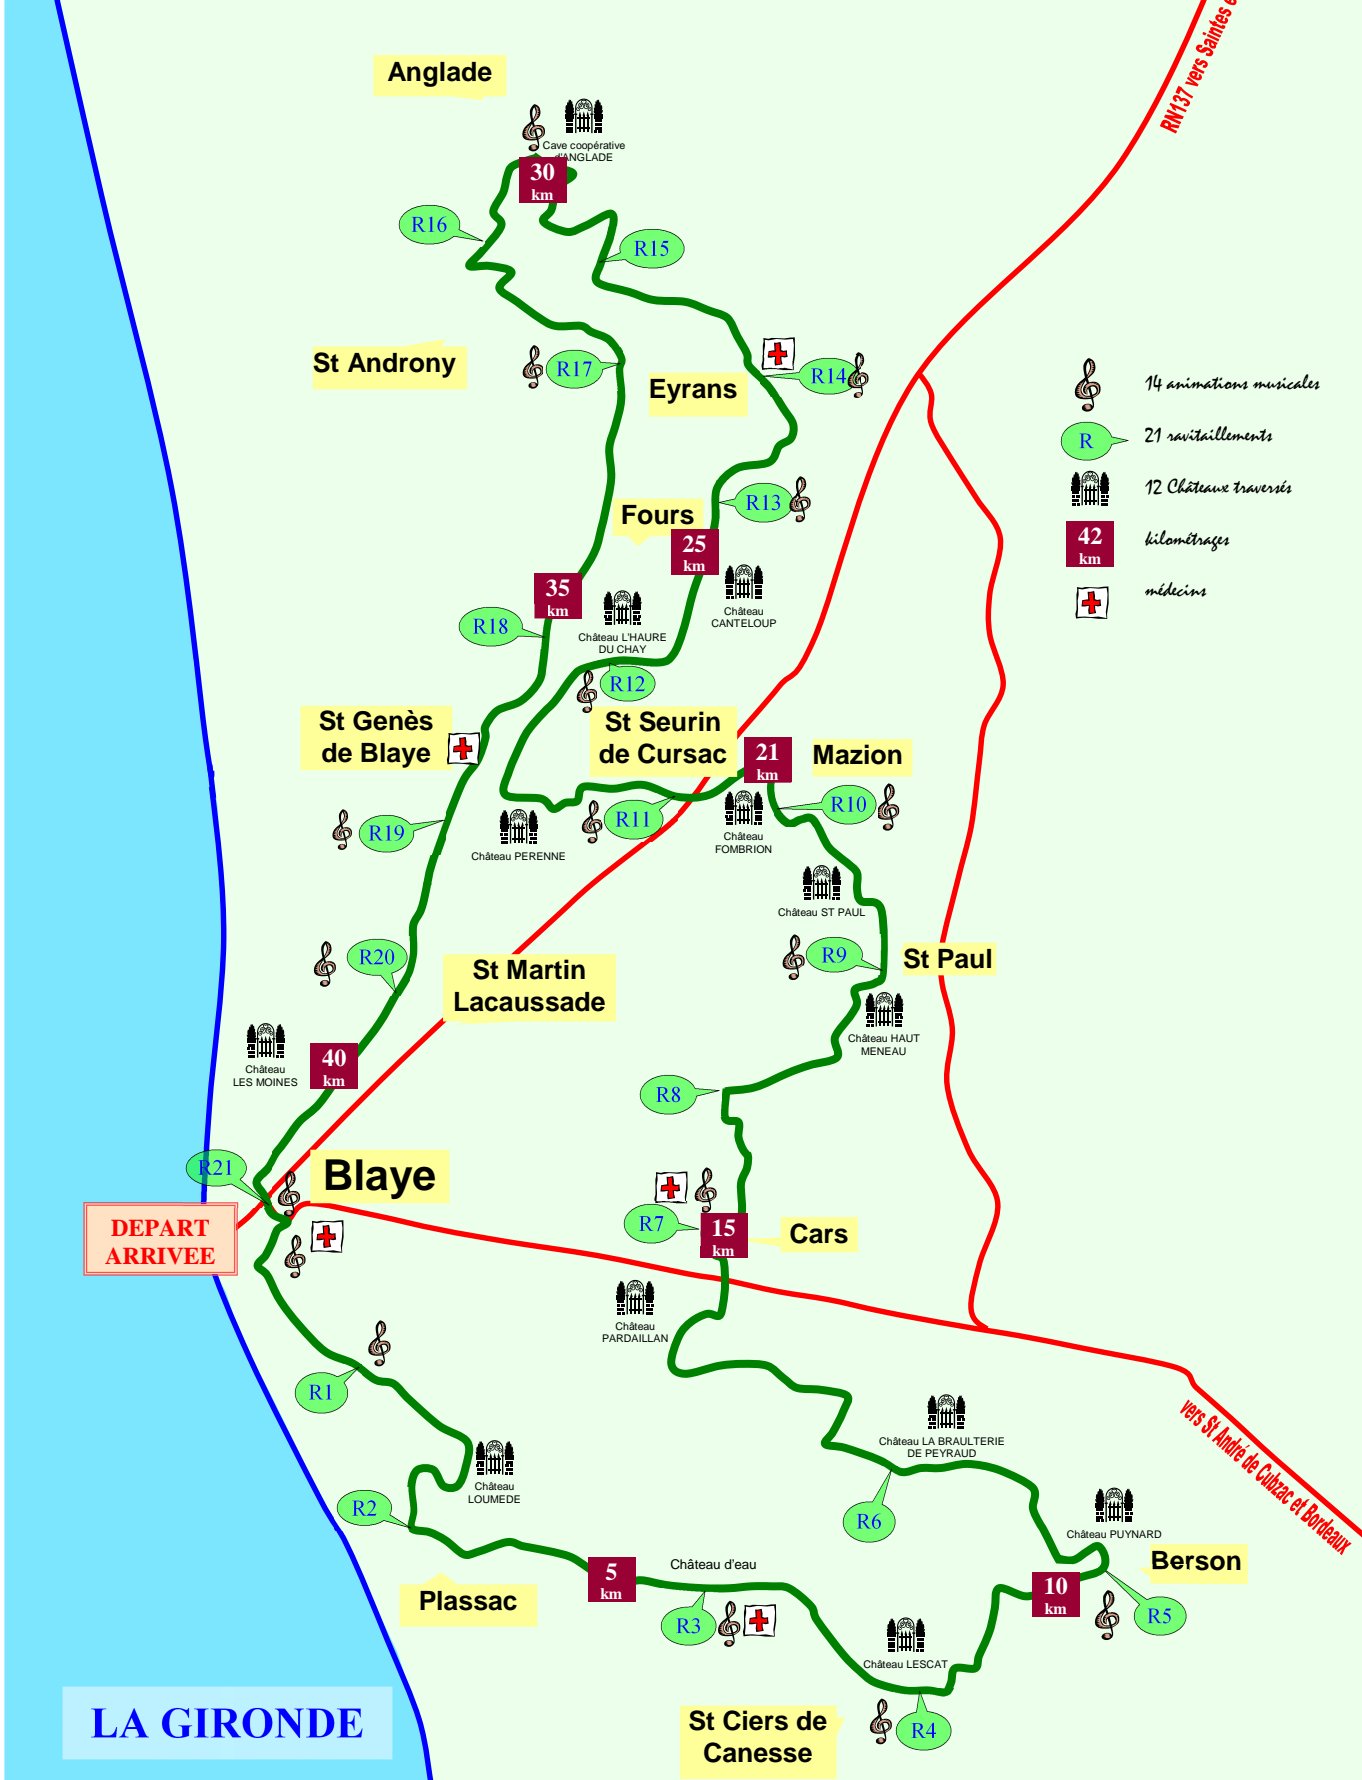 RN137 vers Saintes
Anglade
Cave coopérative
d'ANGLADE
30
km
R16
R15
St Androny
R17
Eyrans
R14
14 animations musicales
R
21 ravitaillements
12 Châteaux traversés
42
km
kilométrages
médecins
R13
Fours
25
km
35
km
Château
CANTELOUP
R18
Château L'HAURE
DU CHAY
R12
St Genès
de Blaye
St Seurin
de Cursac
21
km
Mazion
R10
R11
R19
Château
FOMBRION
Château PERENNE
Château ST PAUL
R9
St Paul
R20
St Martin
Lacaussade
Château HAUT
MENEAU
40
km
Château
LES MOINES
R8
R21
Blaye
DEPART
ARRIVEE
R7
15
km
Cars
Château
PARDAILLAN
R1
vers St André de Cubzac et Bordeaux
Château LA BRAULTERIE
DE PEYRAUD
Château
LOUMEDE
R2
R6
Château PUYNARD
Berson
5
km
Château d'eau
10
km
Plassac
R3
R5
Château LESCAT
LA GIRONDE
St Ciers de
Canesse
R4